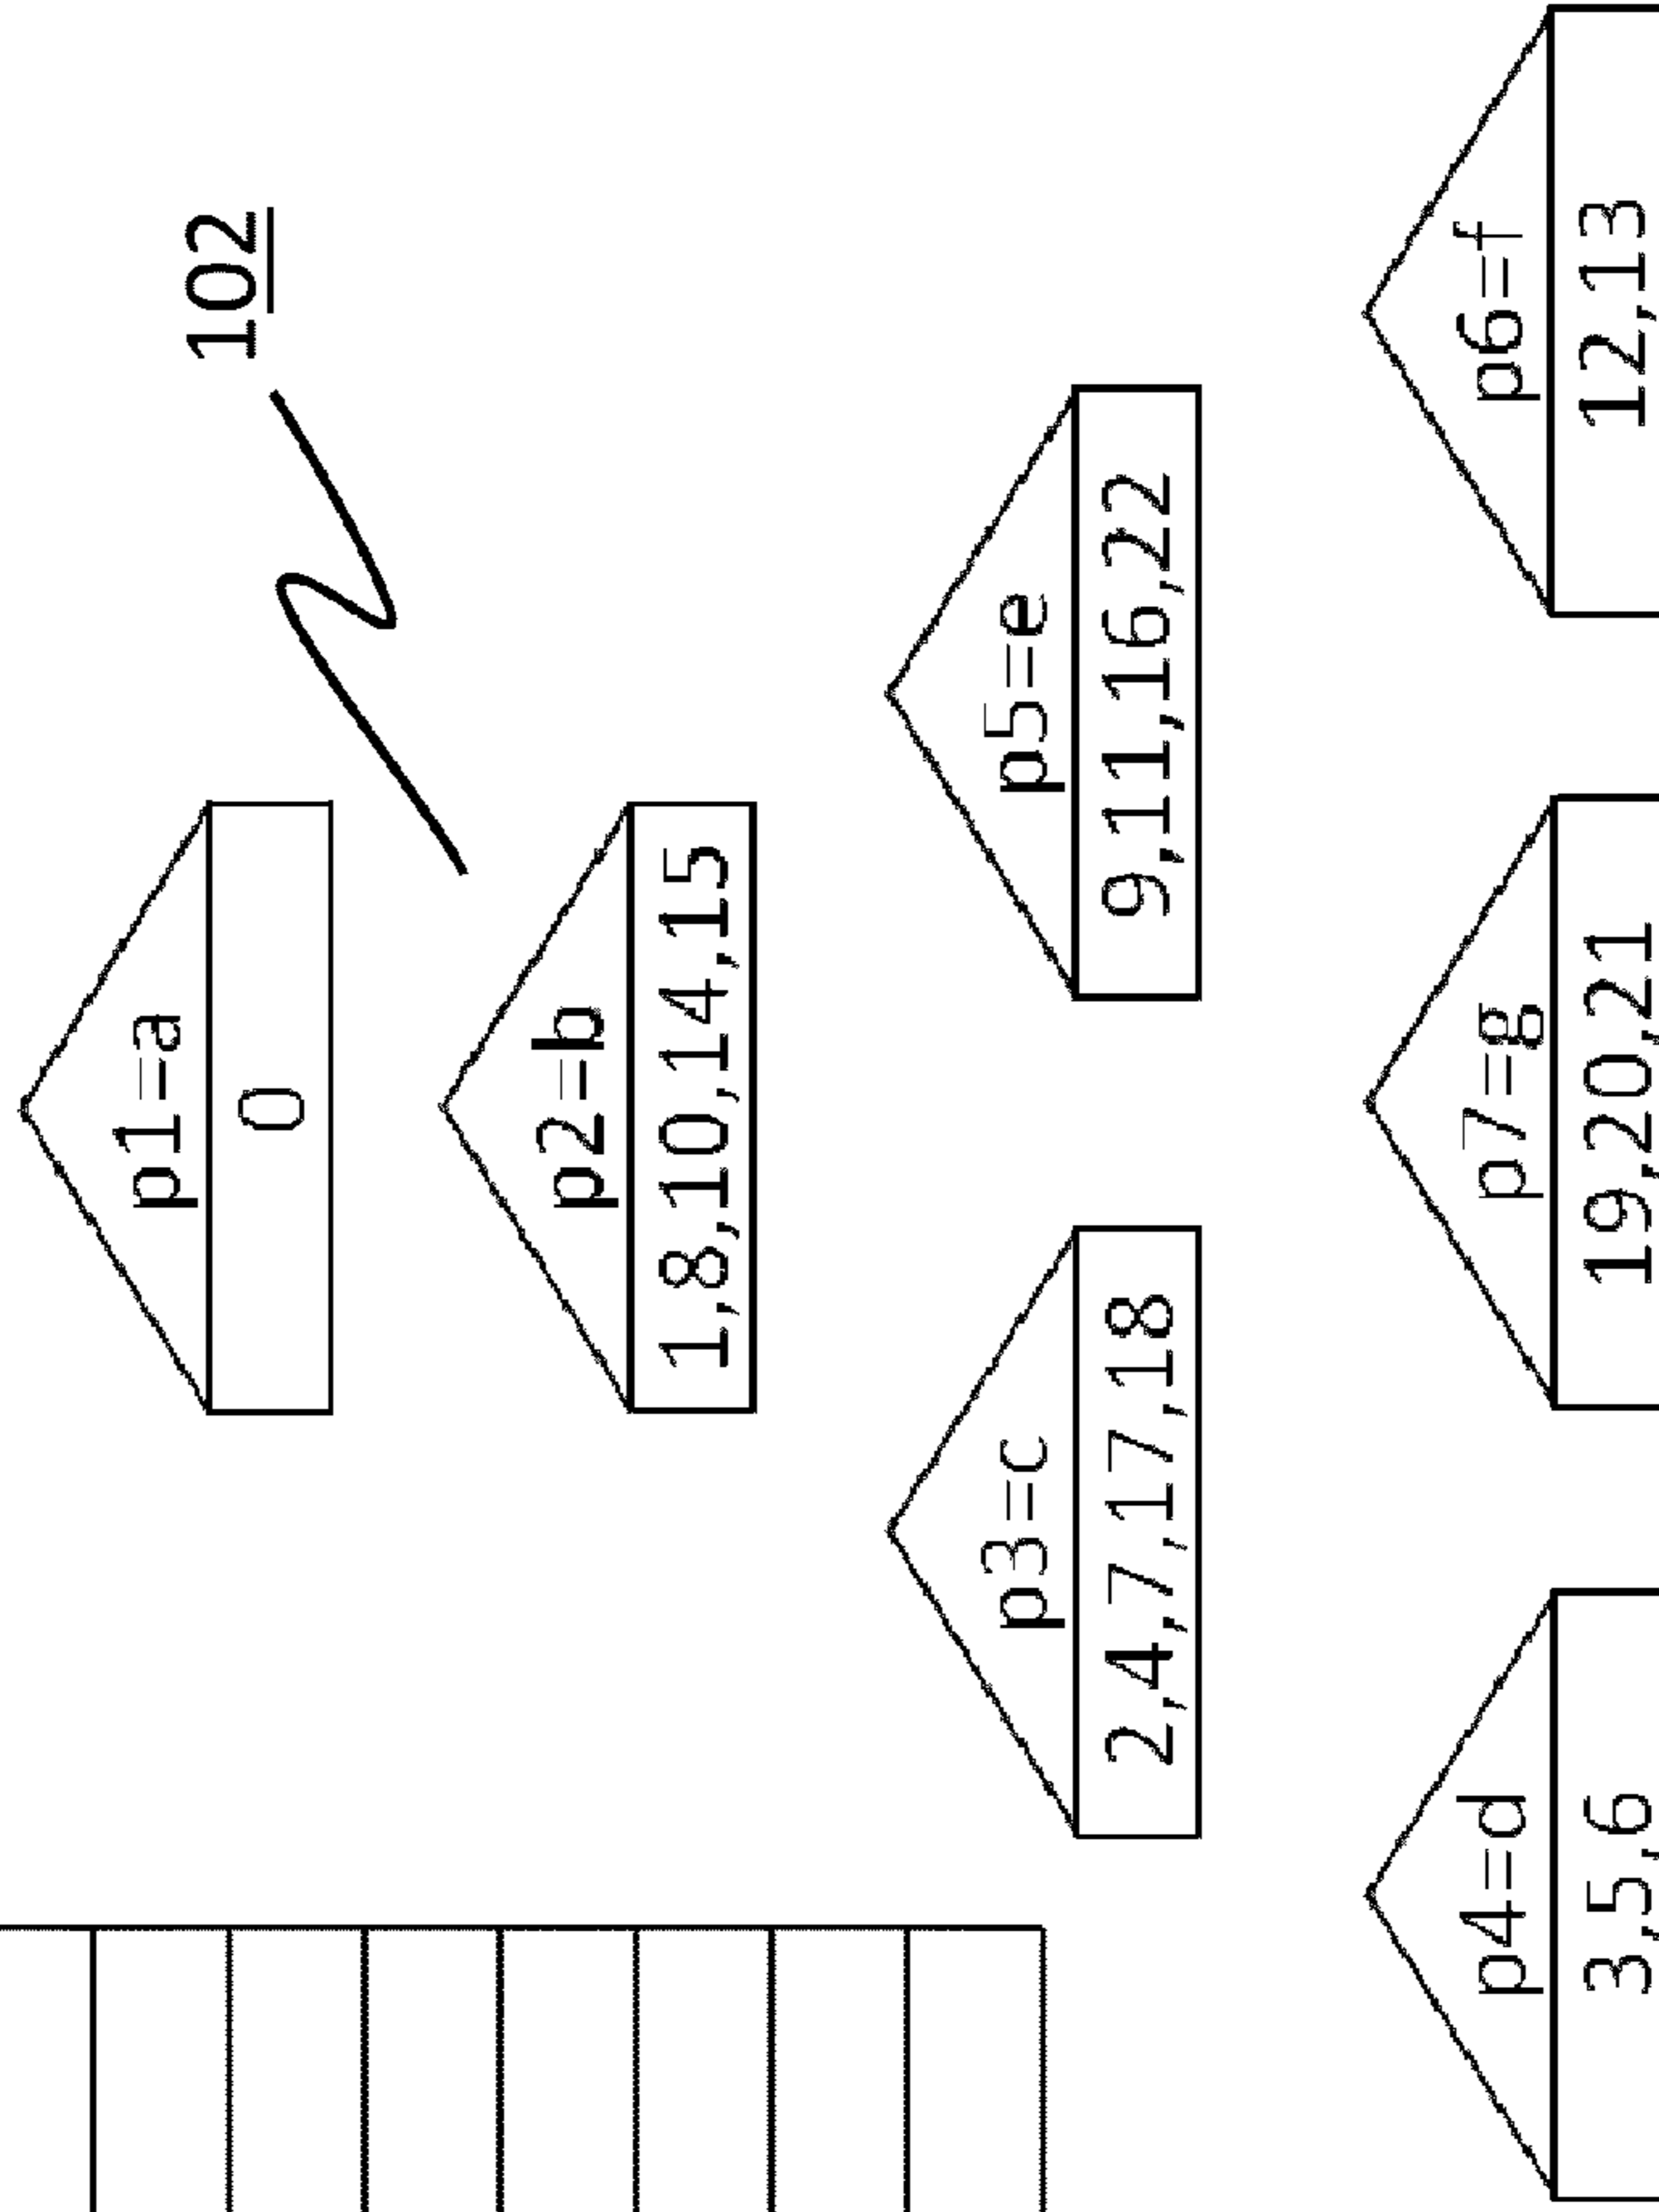 102
p1=a
0
p2=b
1,8,10,14,15
p3=c
2,4,7,17,18
p5=e
9,11,16,22
p4=d
3,5,6
p7=g
19,20,21
p6=f
12,13